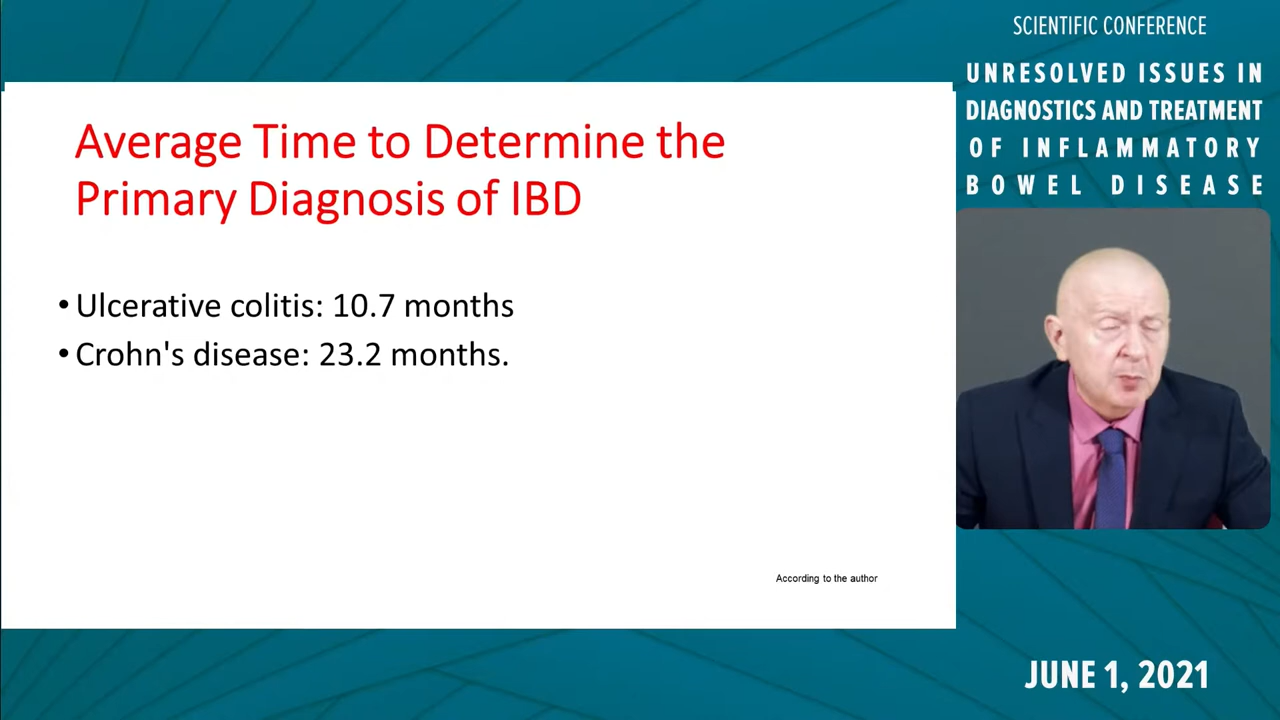 SCIENTIFIC CONFERENCE
UNRESOLVED ISSUES IN
DIAGNOSTICS AND TREATMENT
OF INFLAMMATORY
BOWEL DISEASE
Average Time to Determine the
Primary Diagnosis of IBD
• Ulcerative colitis: 10.7 months
• Crohn's disease: 23.2 months.
According to the author
JUNE 1, 2021